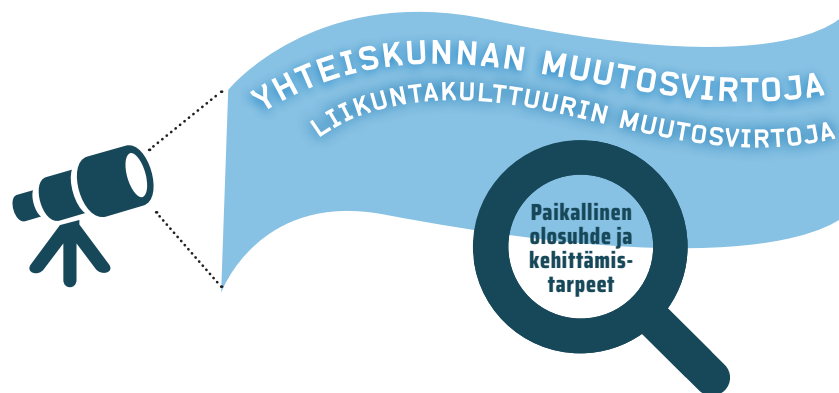 YHTEISKUNNAN MUUTOSVIRTOJA
LIIKUNTAKULTTUURIN MUUTOSVIRTOJA
Paikallinen
olosuhde ja
kehittämis-
tarpeet